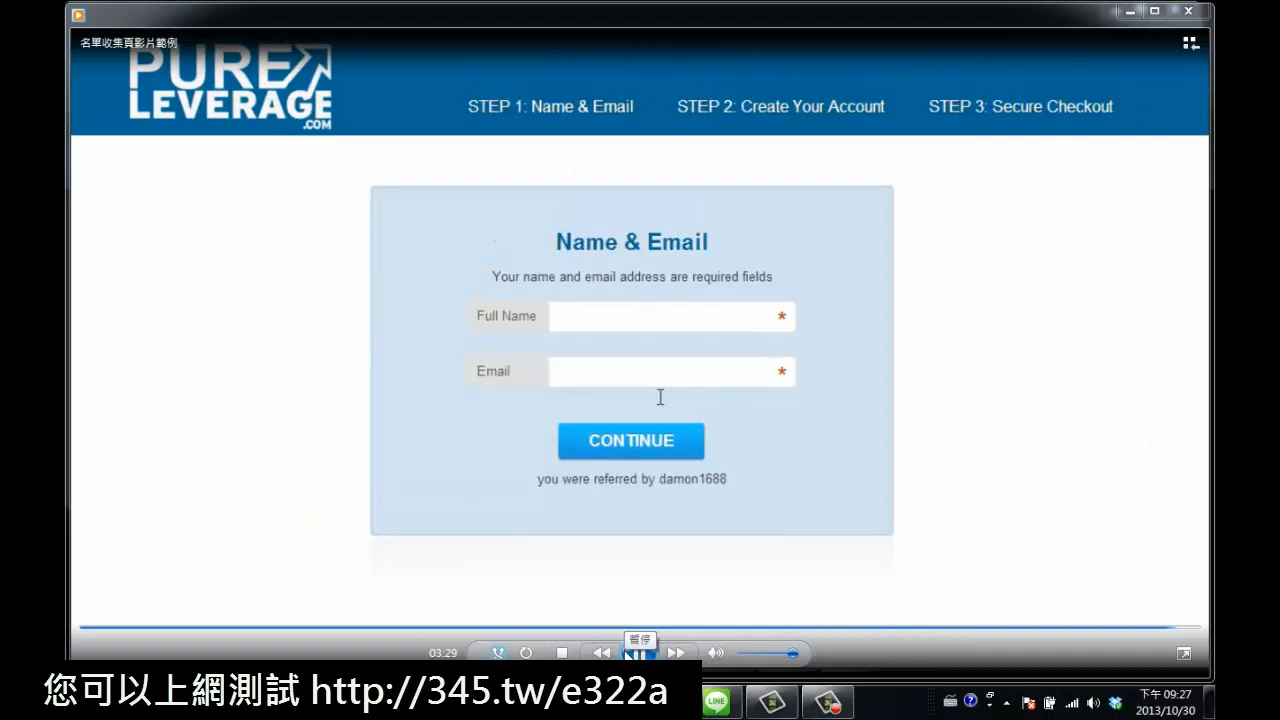 名單收集頁影片範例
PURE
LEVERAGE
.COM
STEP 1: Name & Email
STEP 2: Create Your Account
STEP 3: Secure Checkout
Name & Email
Your name and email address are required fields
Full Name *
Email *
CONTINUE
you were referred by damon1688
暫停
03:29
您可以上網測試 http://345.tw/e322a
LINE
下午 09:27
2013/10/30